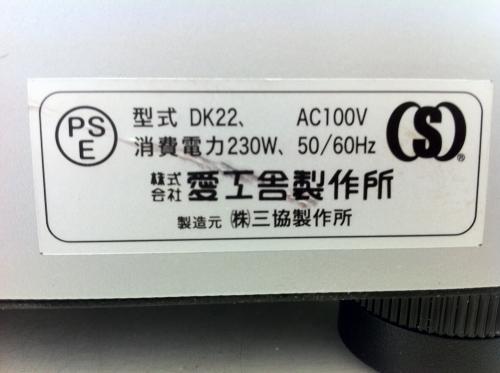 PS
E
型式 DK22、 AC100V
消費電力230W、50/60Hz
(S)®
株式会社 愛工舎製作所
製造元 ㈱三協製作所